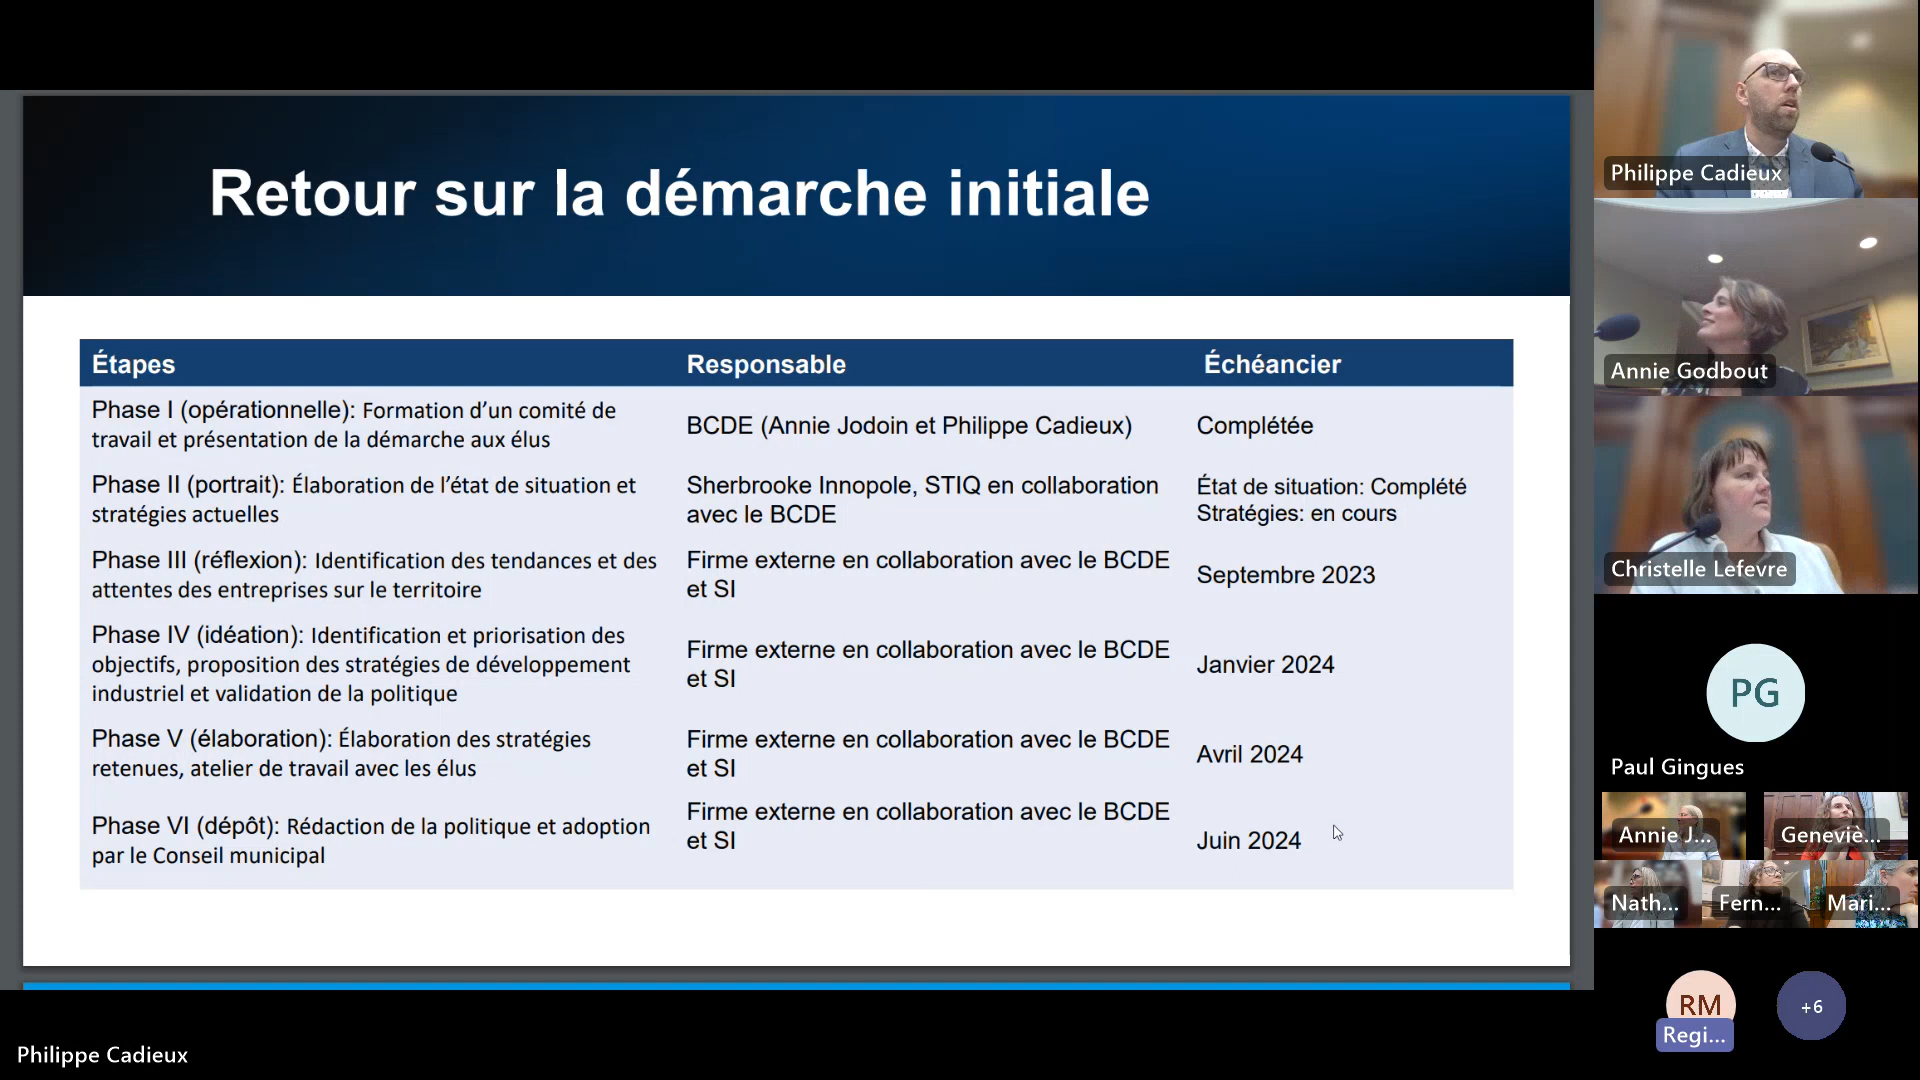 Retour sur la démarche initiale
Étapes
Responsable
Échéancier
Phase I (opérationnelle): Formation d’un comité de
travail et présentation de la démarche aux élus
BCDE (Annie Jodoin et Philippe Cadieux)
Complétée
Phase II (portrait): Élaboration de l’état de situation et
stratégies actuelles
Sherbrooke Innopole, STIQ en collaboration
avec le BCDE
État de situation: Complété
Stratégies: en cours
Phase III (réflexion): Identification des tendances et des
attentes des entreprises sur le territoire
Firme externe en collaboration avec le BCDE
et SI
Septembre 2023
Phase IV (idéation): Identification et priorisation des
objectifs, proposition des stratégies de développement
industriel et validation de la politique
Firme externe en collaboration avec le BCDE
et SI
Janvier 2024
Phase V (élaboration): Élaboration des stratégies
retenues, atelier de travail avec les élus
Firme externe en collaboration avec le BCDE
et SI
Avril 2024
Phase VI (dépôt): Rédaction de la politique et adoption
par le Conseil municipal
Firme externe en collaboration avec le BCDE
et SI
Juin 2024
Philippe Cadieux
Philippe Cadieux
Annie Godbout
Christelle Lefevre
PG
Paul Gingues
Annie J...
Genevié...
Nath...
Fern...
Mari...
RM
Regi...
+6